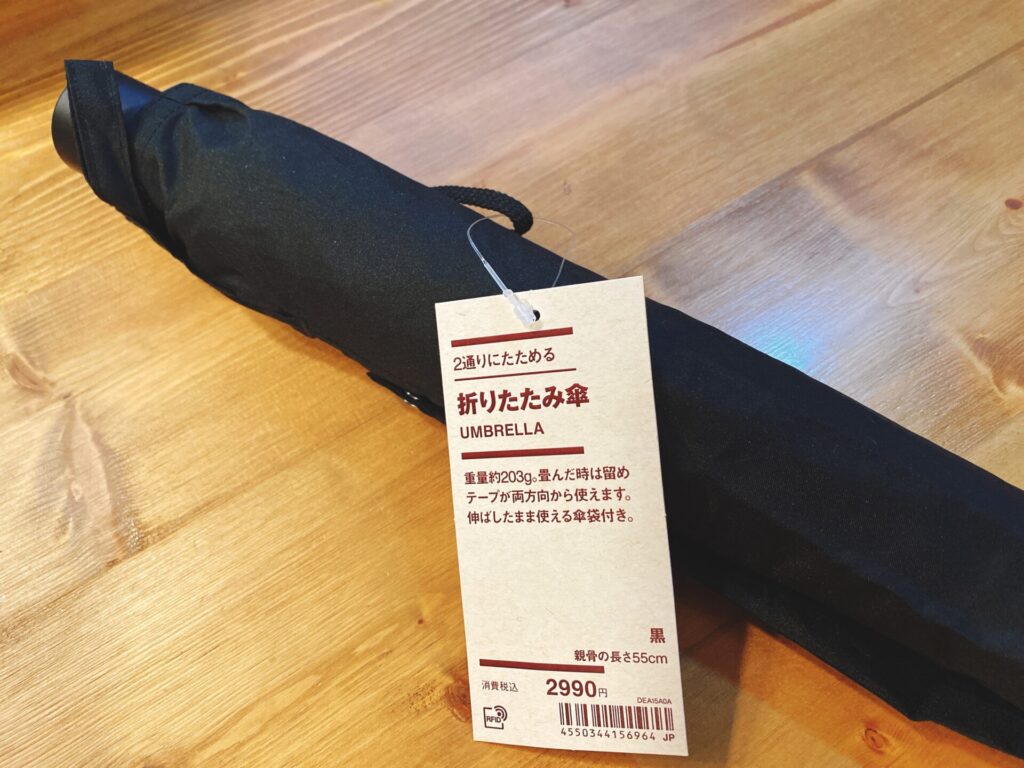 2通りにたためる
折りたたみ傘
UMBRELLA
重量約203g。畳んだ時は留め
テープが両方向から使えます。
伸ばしたまま使える傘袋付き。
黒
親骨の長さ55cm
消費税込 2990円
DEA15A0A
RFID
4550344156964 JP